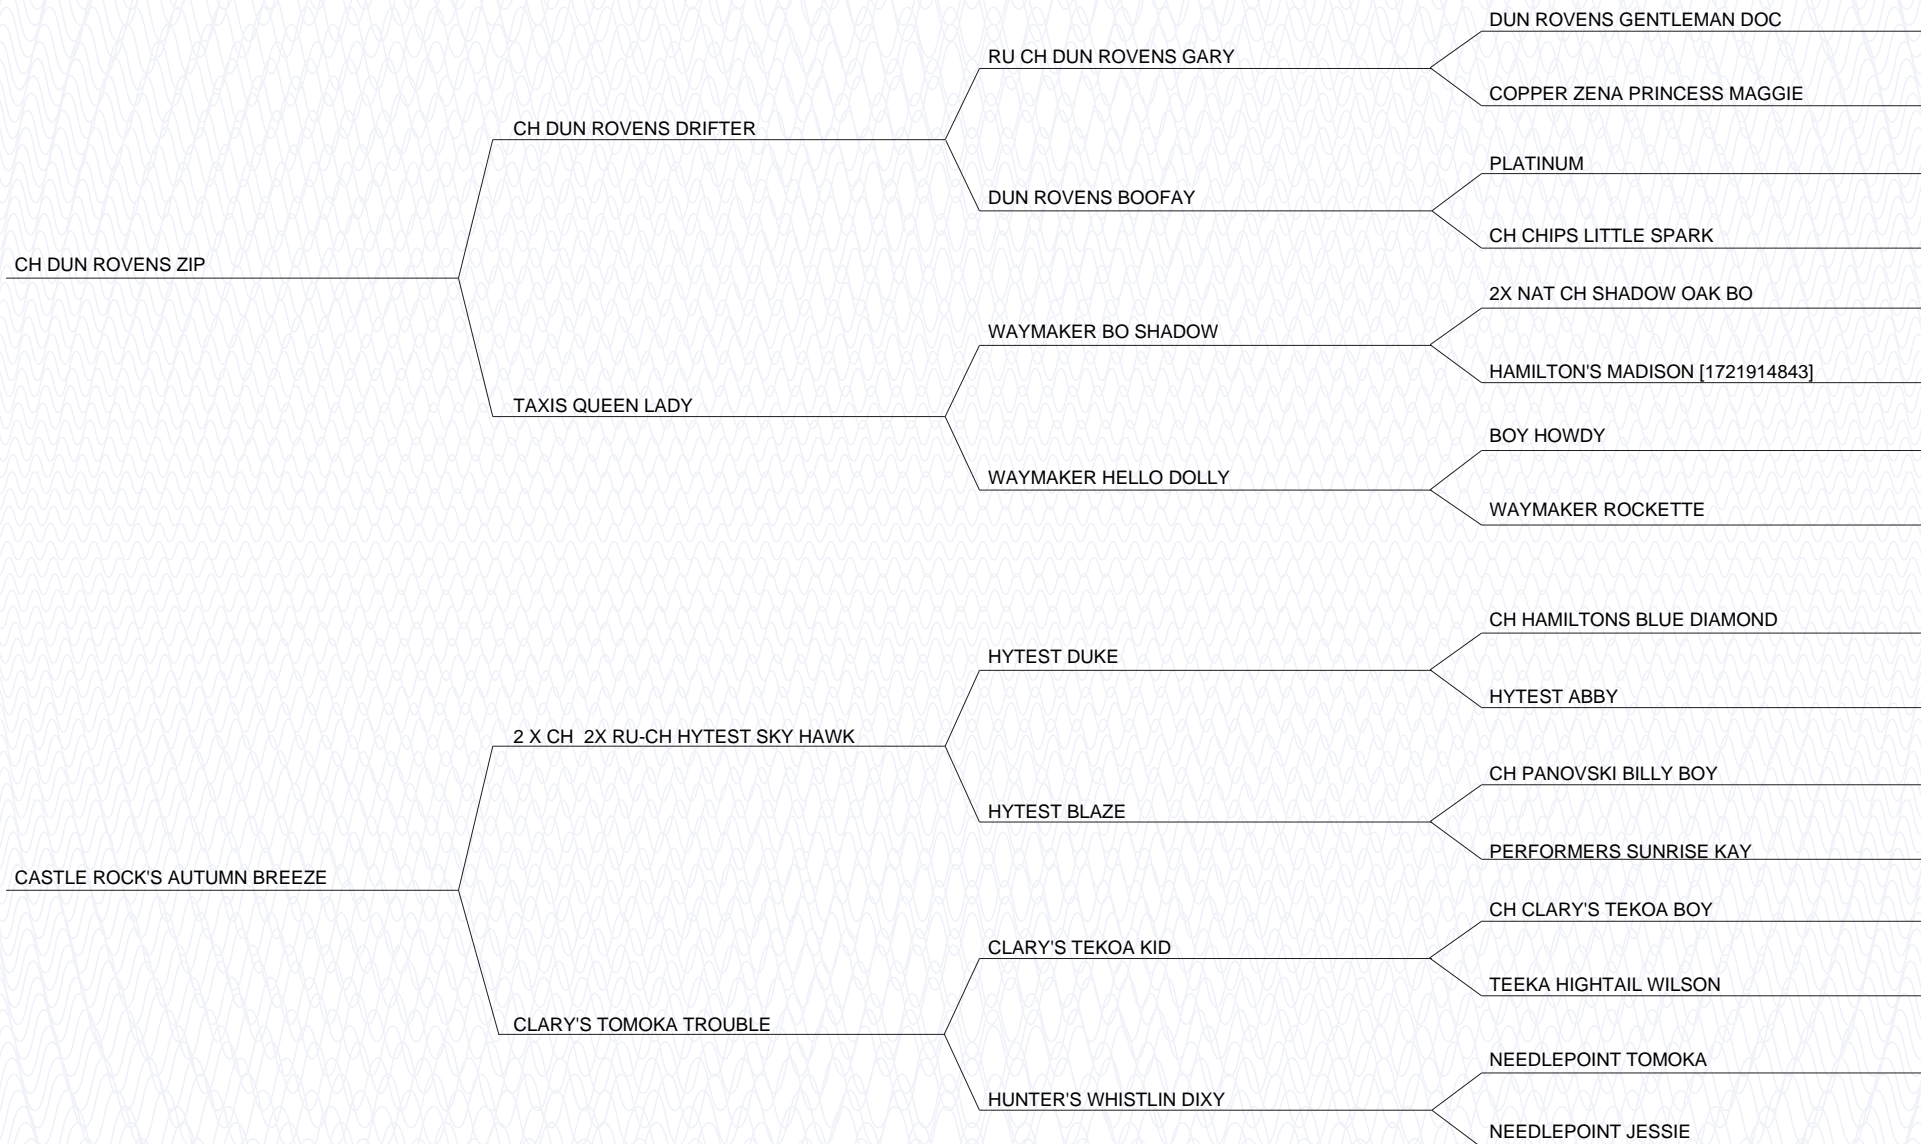 DUN ROVENS GENTLEMAN DOC
RU CH DUN ROVENS GARY
COPPER ZENA PRINCESS MAGGIE
CH DUN ROVENS DRIFTER
PLATINUM
DUN ROVENS BOOFAY
CH CHIPS LITTLE SPARK
CH DUN ROVENS ZIP
2X NAT CH SHADOW OAK BO
WAYMAKER BO SHADOW
HAMILTON'S MADISON [1721914843]
TAXIS QUEEN LADY
BOY HOWDY
WAYMAKER HELLO DOLLY
WAYMAKER ROCKETTE
CH HAMILTONS BLUE DIAMOND
HYTEST DUKE
HYTEST ABBY
2 X CH  2X RU-CH HYTEST SKY HAWK
CH PANOVSKI BILLY BOY
HYTEST BLAZE
PERFORMERS SUNRISE KAY
CASTLE ROCK'S AUTUMN BREEZE
CH CLARY'S TEKOA BOY
CLARY'S TEKOA KID
TEEKA HIGHTAIL WILSON
CLARY'S TOMOKA TROUBLE
NEEDLEPOINT TOMOKA
HUNTER'S WHISTLIN DIXY
NEEDLEPOINT JESSIE